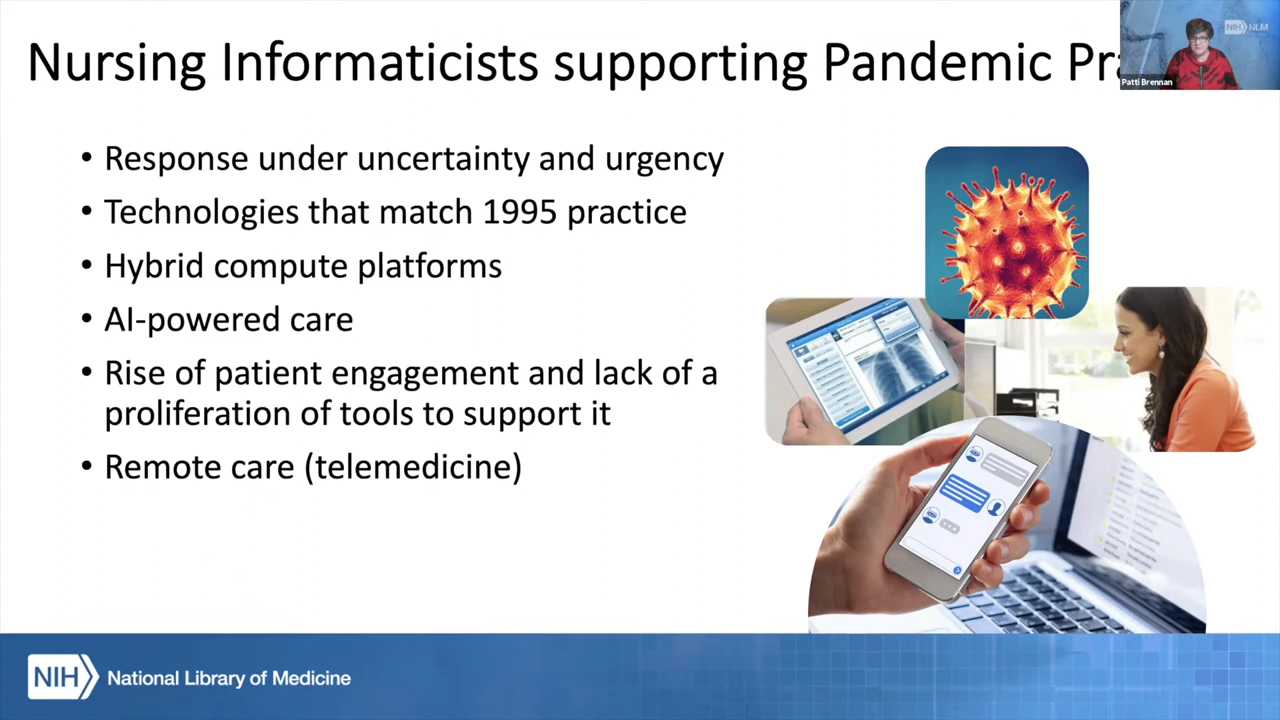 Nursing Informaticists supporting Pandemic
NIH NLM
Patti Brennan
• Response under uncertainty and urgency
• Technologies that match 1995 practice
• Hybrid compute platforms
• AI-powered care
• Rise of patient engagement and lack of a
proliferation of tools to support it
• Remote care (telemedicine)
NIH National Library of Medicine